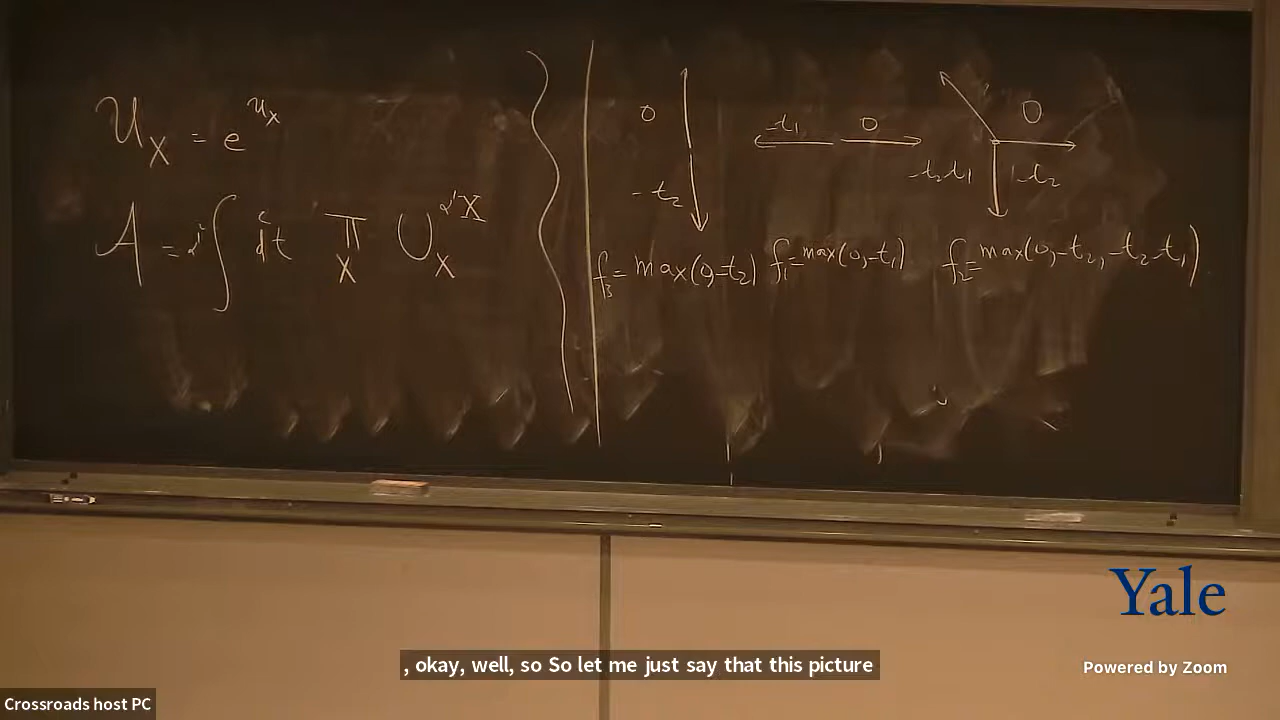 U_X = e^{u_X}
0
-t_1
0
0
-t_2
-t_2-t_1
-t_2
A = ∫ dt ∏_X U_X^{α'X}
f_3 = max(0,-t_2)
f_1 = max(0,-t_1)
f_2 = max(0,-t_2,-t_2-t_1)
Yale
, okay, well, so So let me just say that this picture
Powered by Zoom
Crossroads host PC